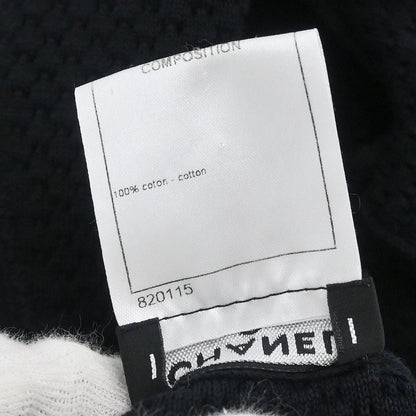 COMPOSITION
100% coton - cotton
820115
CHANEL